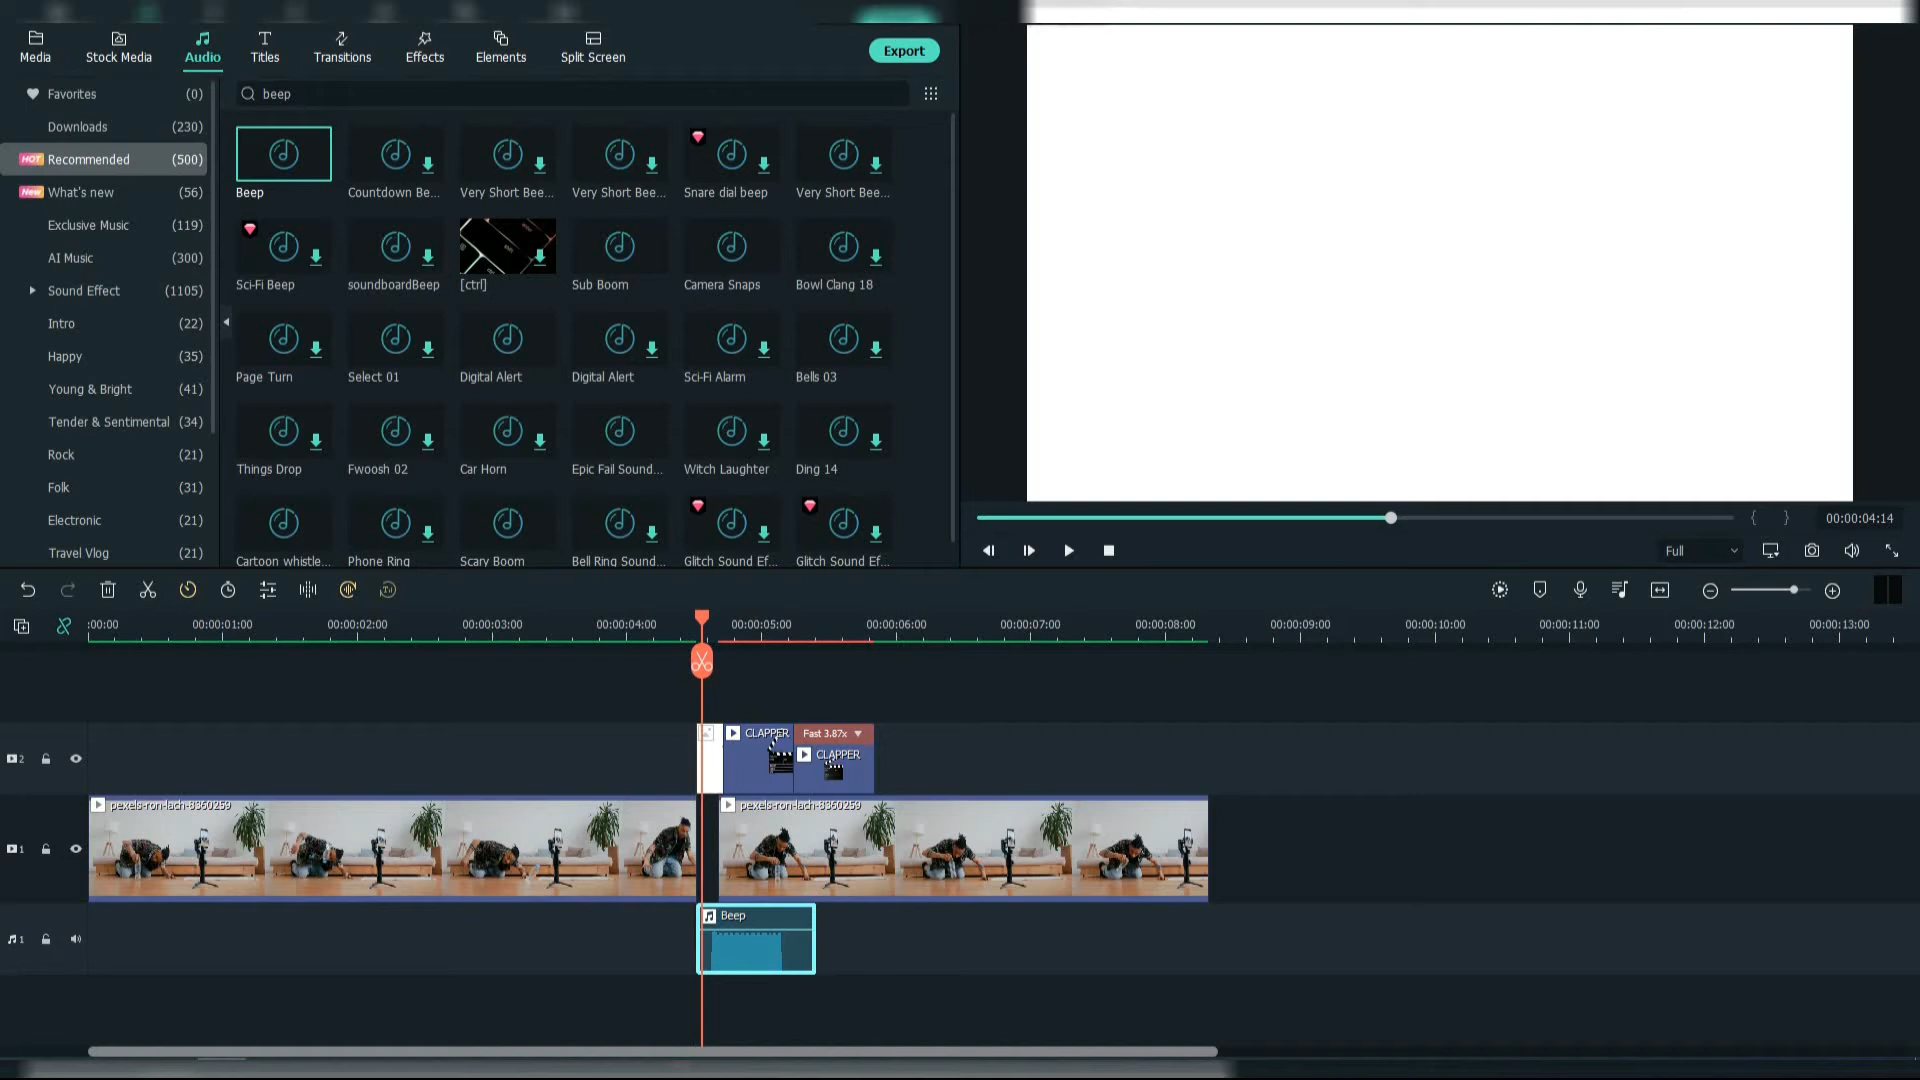 Media
Stock Media
Audio
Titles
Transitions
Effects
Elements
Split Screen
Export
Favorites (0)
Downloads (230)
HOT Recommended (500)
New What's new (56)
Exclusive Music (119)
AI Music (300)
Sound Effect (1105)
Intro (22)
Happy (35)
Young & Bright (41)
Tender & Sentimental (34)
Rock (21)
Folk (31)
Electronic (21)
Travel Vlog (21)
beep
Beep
Countdown Be...
Very Short Bee...
Very Short Bee...
Snare dial beep
Very Short Bee...
Sci-Fi Beep
soundboardBeep
[ctrl]
Sub Boom
Camera Snaps
Bowl Clang 18
Page Turn
Select 01
Digital Alert
Digital Alert
Sci-Fi Alarm
Bells 03
Things Drop
Fwoosh 02
Car Horn
Epic Fail Sound...
Witch Laughter
Ding 14
Cartoon whistle...
Phone Ring
Scary Boom
Bell Ring Sound...
Glitch Sound Ef...
Glitch Sound Ef...
00:00:04:14
Full
:00:00
00:00:01:00
00:00:02:00
00:00:03:00
00:00:04:00
00:00:05:00
00:00:06:00
00:00:07:00
00:00:08:00
00:00:09:00
00:00:10:00
00:00:11:00
00:00:12:00
00:00:13:00
2
CLAPPER
Fast 3.87x
CLAPPER
1
pexels-ron-lach-8350259
pexels-ron-lach-8350259
1
Beep